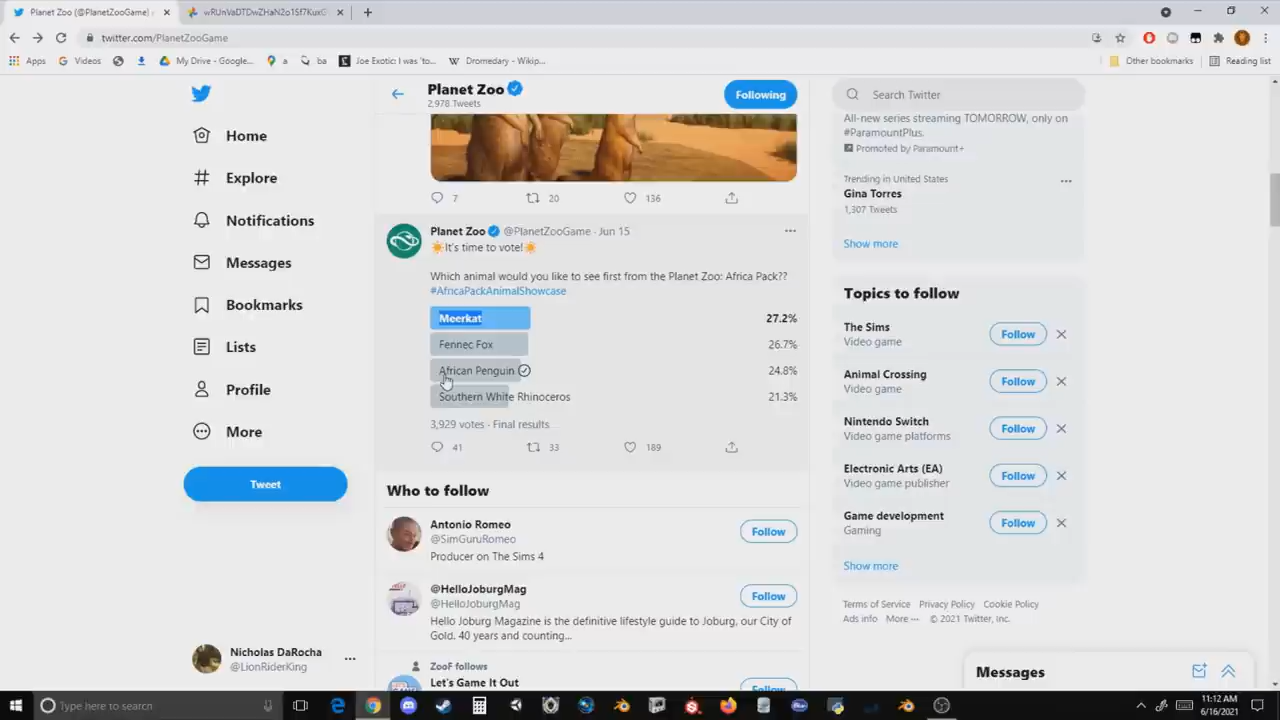 Planet Zoo (@PlanetZooGame)
wRUnVaDTDwZHaN2o15f7KuxG
twitter.com/PlanetZooGame
Apps
Videos
My Drive - Google...
a
ba
Joe Exotic: I was 'to...
Dromedary - Wikip...
Other bookmarks
Reading list
Home
Explore
Notifications
Messages
Bookmarks
Lists
Profile
More
Tweet
Nicholas DaRocha
@LionRiderKing
Planet Zoo
2,978 Tweets
Following
7
20
136
Planet Zoo @PlanetZooGame · Jun 15
It's time to vote!
Which animal would you like to see first from the Planet Zoo: Africa Pack??
#AfricaPackAnimalShowcase
Meerkat 27.2%
Fennec Fox 26.7%
African Penguin 24.8%
Southern White Rhinoceros 21.3%
3,929 votes · Final results
41
33
189
Who to follow
Antonio Romeo
@SimGuruRomeo
Follow
Producer on The Sims 4
@HelloJoburgMag
@HelloJoburgMag
Follow
Hello Joburg Magazine is the definitive lifestyle guide to Joburg, our City of
Gold. 40 years and counting...
ZooF follows
Let's Game It Out
Follow
Search Twitter
All-new series streaming TOMORROW, only on
#ParamountPlus.
Promoted by Paramount+
Trending in United States
Gina Torres
1,307 Tweets
Show more
Topics to follow
The Sims
Video game
Follow
Animal Crossing
Video game
Follow
Nintendo Switch
Video game platforms
Follow
Electronic Arts (EA)
Video game publisher
Follow
Game development
Gaming
Follow
Show more
Terms of Service Privacy Policy Cookie Policy
Ads info More ··· © 2021 Twitter, Inc.
Messages
Type here to search
11:12 AM
6/16/2021